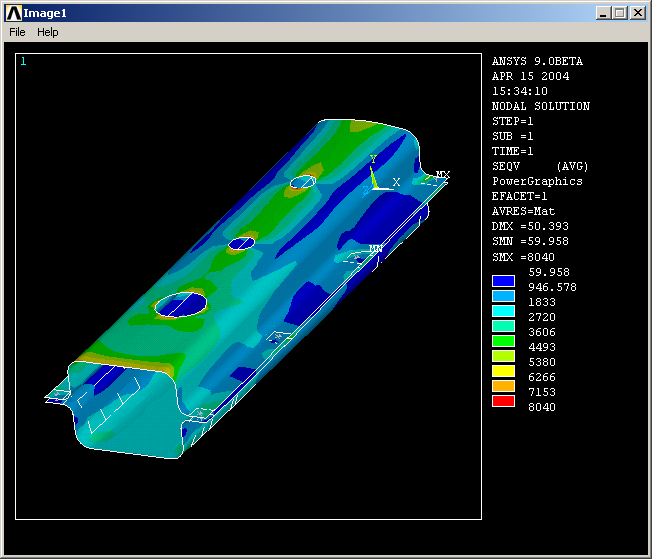 Image1
File Help
1
ANSYS 9.0BETA
APR 15 2004
15:34:10
NODAL SOLUTION
STEP=1
SUB =1
TIME=1
SEQV (AVG)
PowerGraphics
EFACET=1
AVRES=Mat
DMX =50.393
SMN =59.958
SMX =8040
59.958
946.578
1833
2720
3606
4493
5380
6266
7153
8040
Y
MX
X
Z
MN